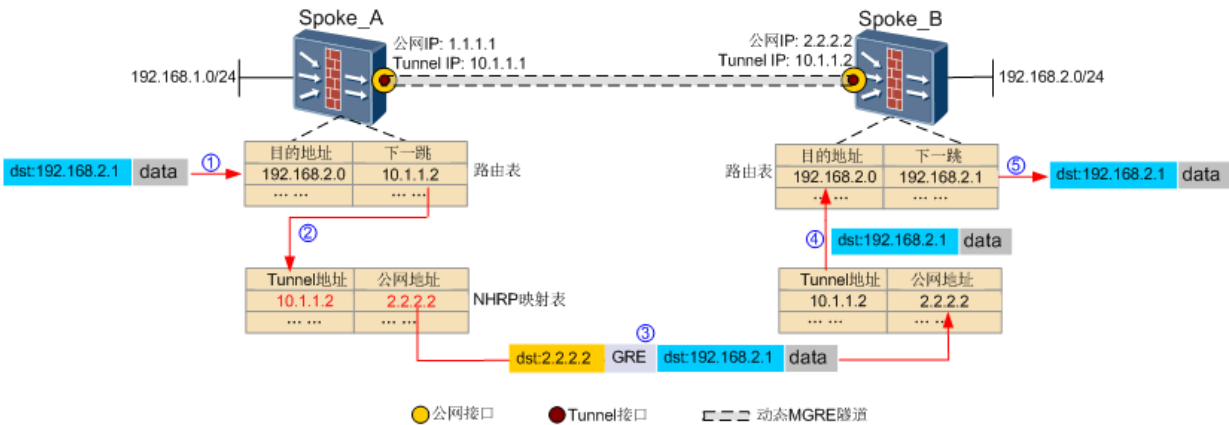 Spoke_A
Spoke_B
公网IP: 1.1.1.1
Tunnel IP: 10.1.1.1
公网IP: 2.2.2.2
Tunnel IP: 10.1.1.2
192.168.1.0/24
192.168.2.0/24
dst:192.168.2.1 data
①
目的地址 下一跳
192.168.2.0 10.1.1.2
… … … …
路由表
路由表
目的地址 下一跳
192.168.2.0 192.168.2.1
… … … …
⑤
dst:192.168.2.1 data
②
④
dst:192.168.2.1 data
Tunnel地址 公网地址
10.1.1.2 2.2.2.2
… … … …
NHRP映射表
Tunnel地址 公网地址
10.1.1.2 2.2.2.2
… … … …
③
dst:2.2.2.2 GRE dst:192.168.2.1 data
公网接口 Tunnel接口 动态MGRE隧道